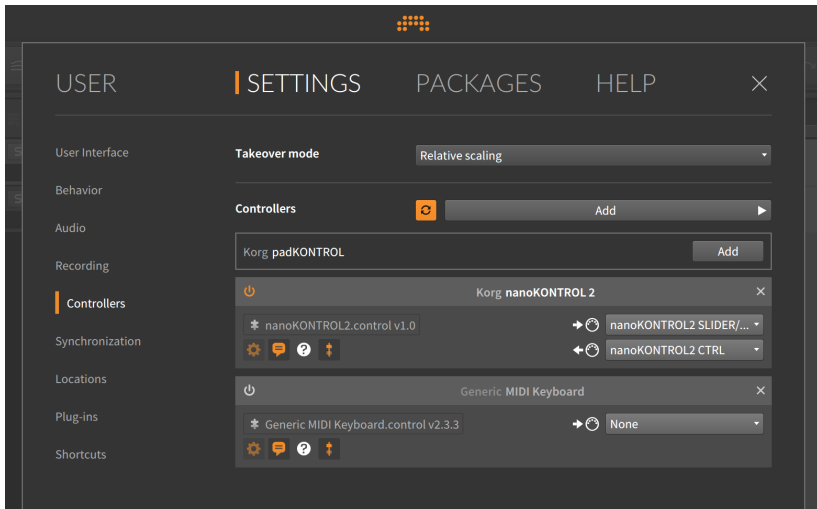 USER
SETTINGS
PACKAGES
HELP
User Interface
Behavior
Audio
Recording
Controllers
Synchronization
Locations
Plug-ins
Shortcuts
Takeover mode
Relative scaling
Controllers
Add
Korg padKONTROL
Add
Korg nanoKONTROL 2
nanoKONTROL2.control v1.0
nanoKONTROL2 SLIDER/...
nanoKONTROL2 CTRL
Generic MIDI Keyboard
Generic MIDI Keyboard.control v2.3.3
None